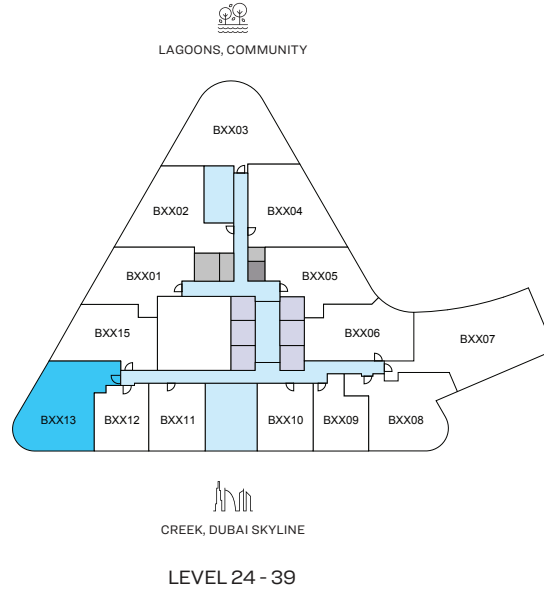 LAGOONS, COMMUNITY
BXX03
BXX02
BXX04
BXX01
BXX05
BXX15
BXX06
BXX07
BXX13
BXX12
BXX11
BXX10
BXX09
BXX08
CREEK, DUBAI SKYLINE
LEVEL 24 - 39